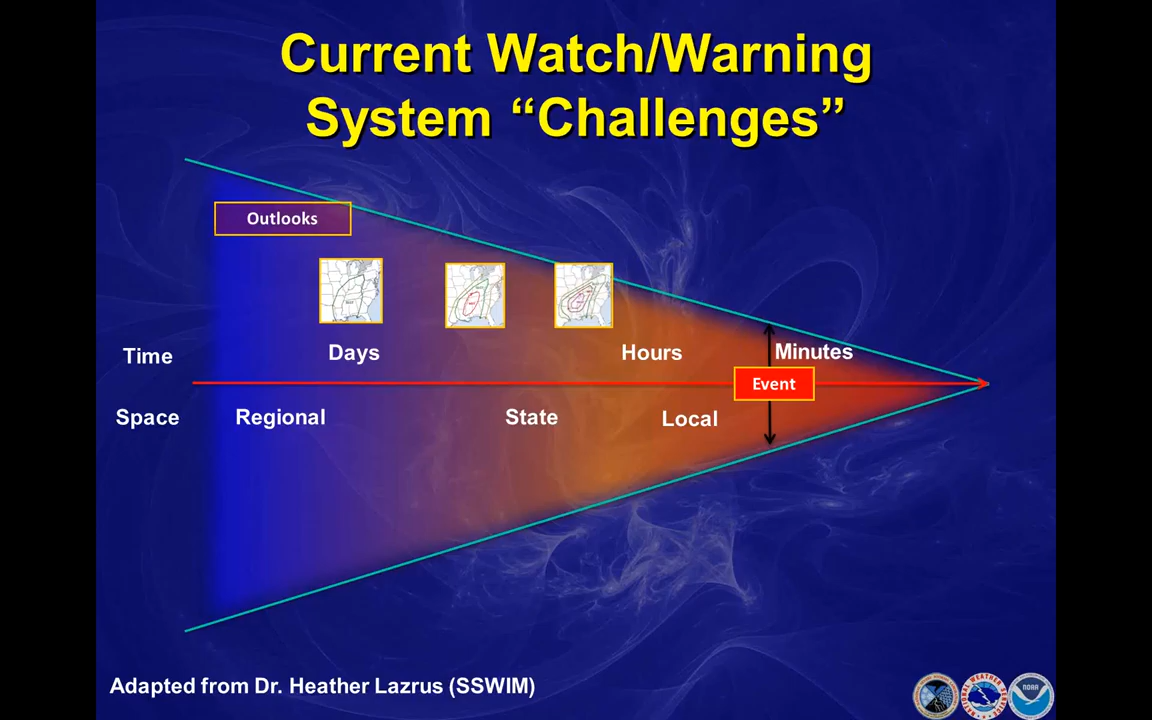 Current Watch/Warning
System “Challenges”
Outlooks
Time
Days
Hours
Minutes
Event
Space
Regional
State
Local
Adapted from Dr. Heather Lazrus (SSWIM)
NOAA